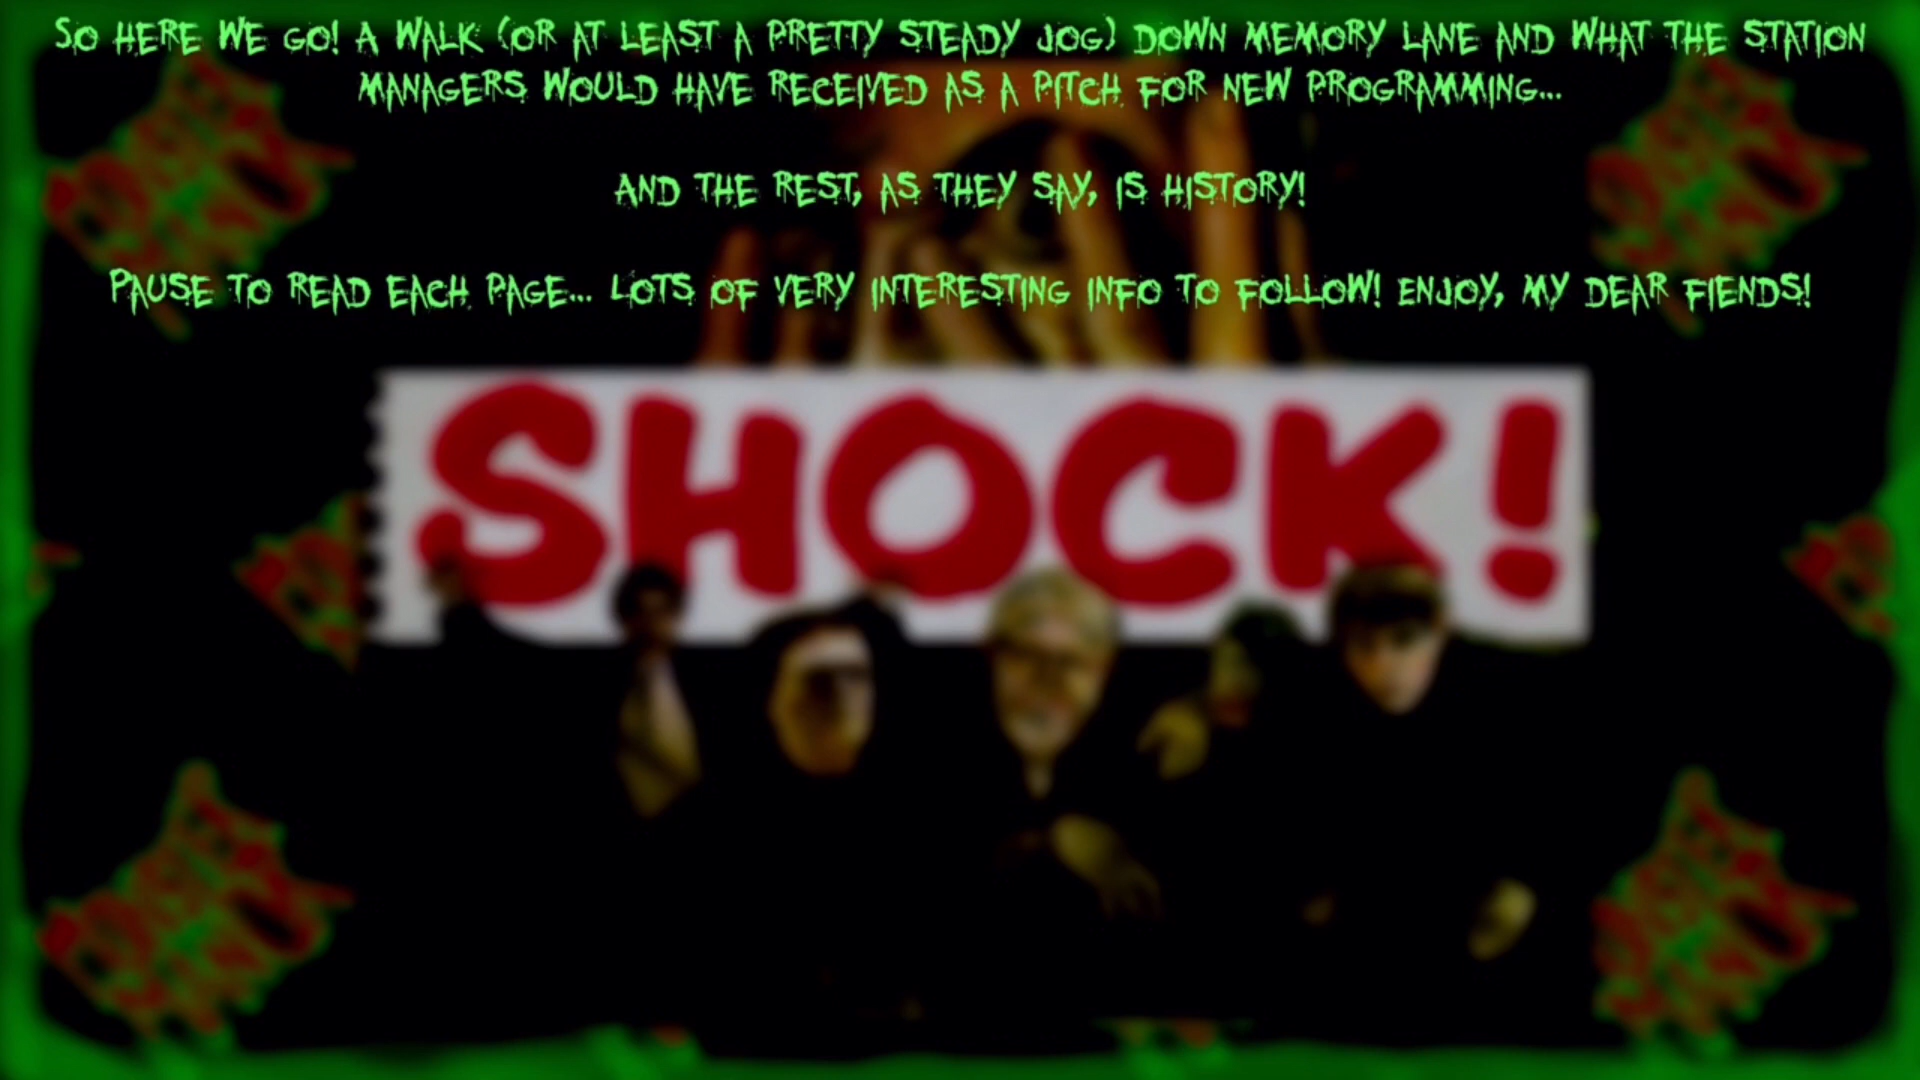 So here we go! A walk (or at least a pretty steady jog) down memory lane and what the station
managers would have received as a pitch for new programming...
And the rest, as they say, is history!
Pause to read each page... Lots of very interesting info to follow! Enjoy, my dear fiends!
SHOCK!